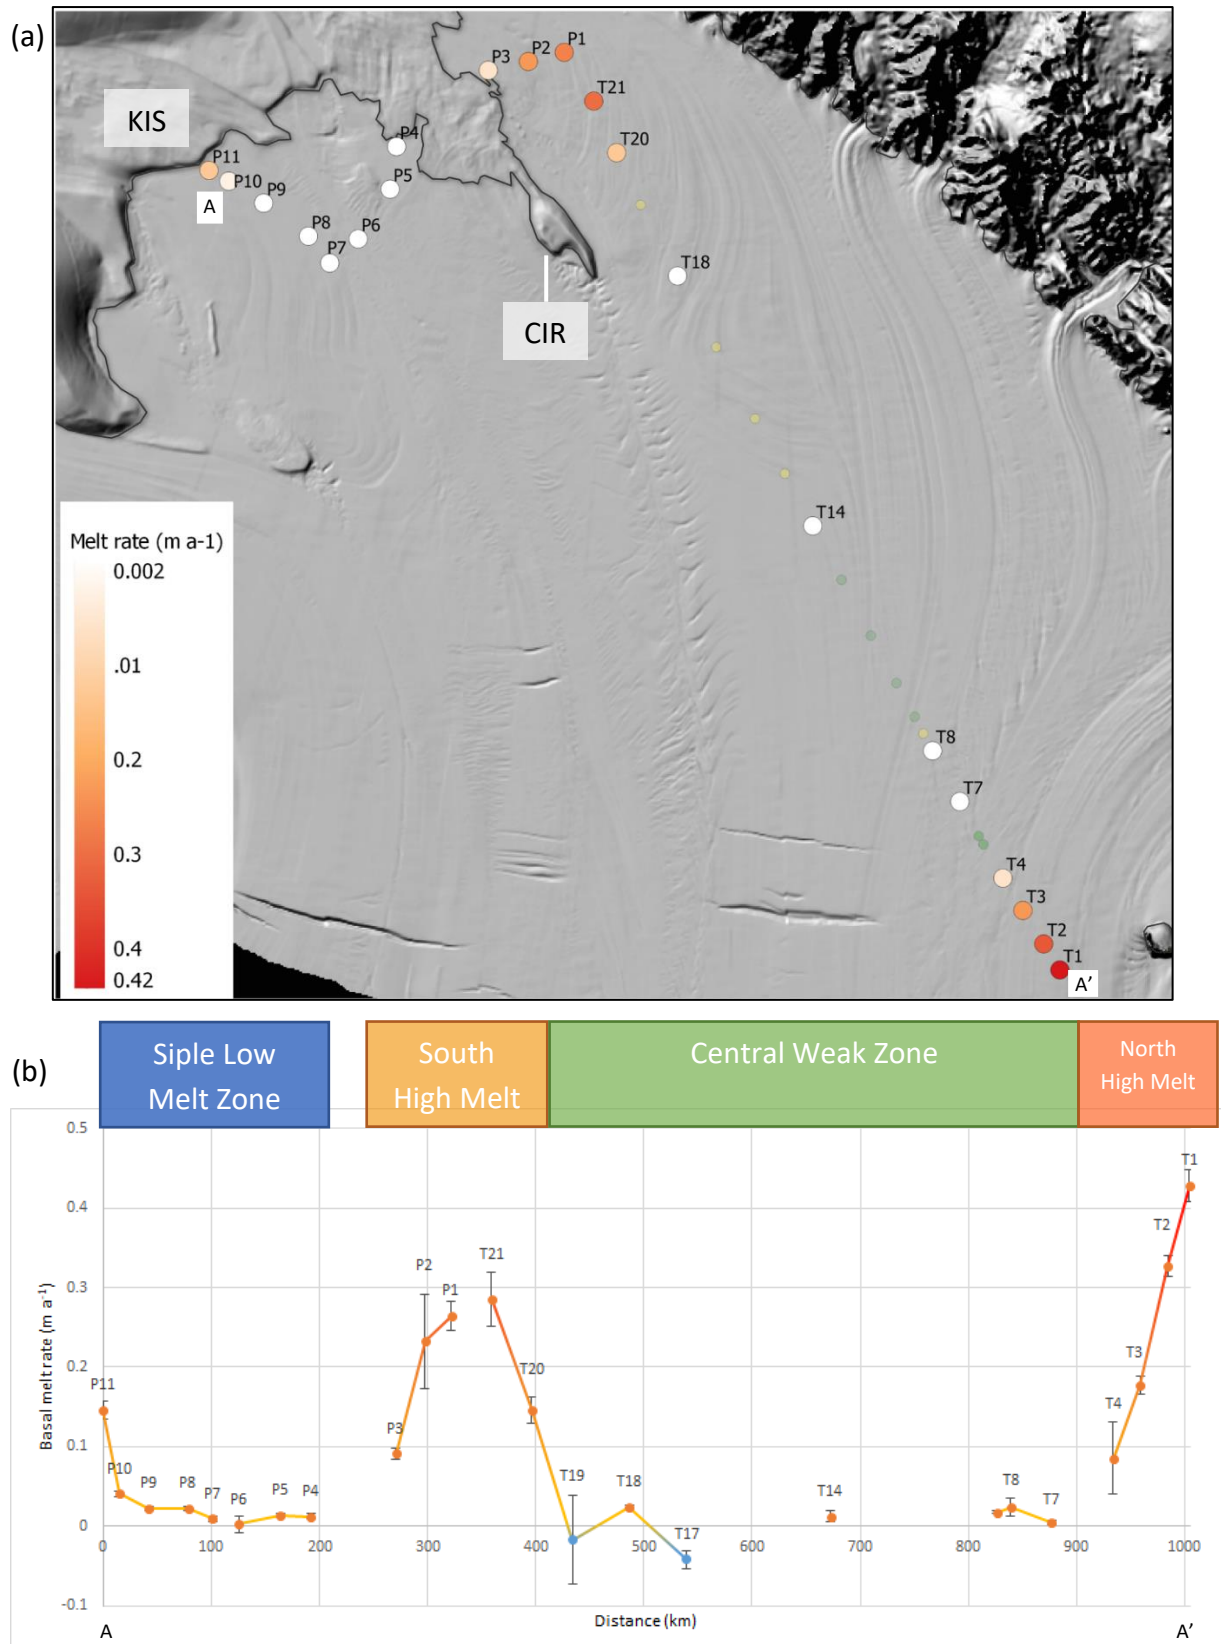 (a)
P3
P2
P1
T21
KIS
T20
P4
P11
P10
P9
P5
A
P8
P6
P7
T18
CIR
T14
Melt rate (m a-1)
0.002
.01
0.2
0.3
0.4
0.42
T8
T7
T4
T3
T2
T1
A'
(b)
Siple Low
Melt Zone
South
High Melt
Central Weak Zone
North
High Melt
0.5
0.4
0.3
0.2
0.1
0
-0.1
Basal melt rate (m a-1)
P11
P10
P9
P8
P7
P6
P5
P4
P3
P2
P1
T21
T20
T19
T18
T17
T14
T8
T7
T4
T3
T2
T1
0 100 200 300 400 500 600 700 800 900 1000
Distance (km)
A
A'